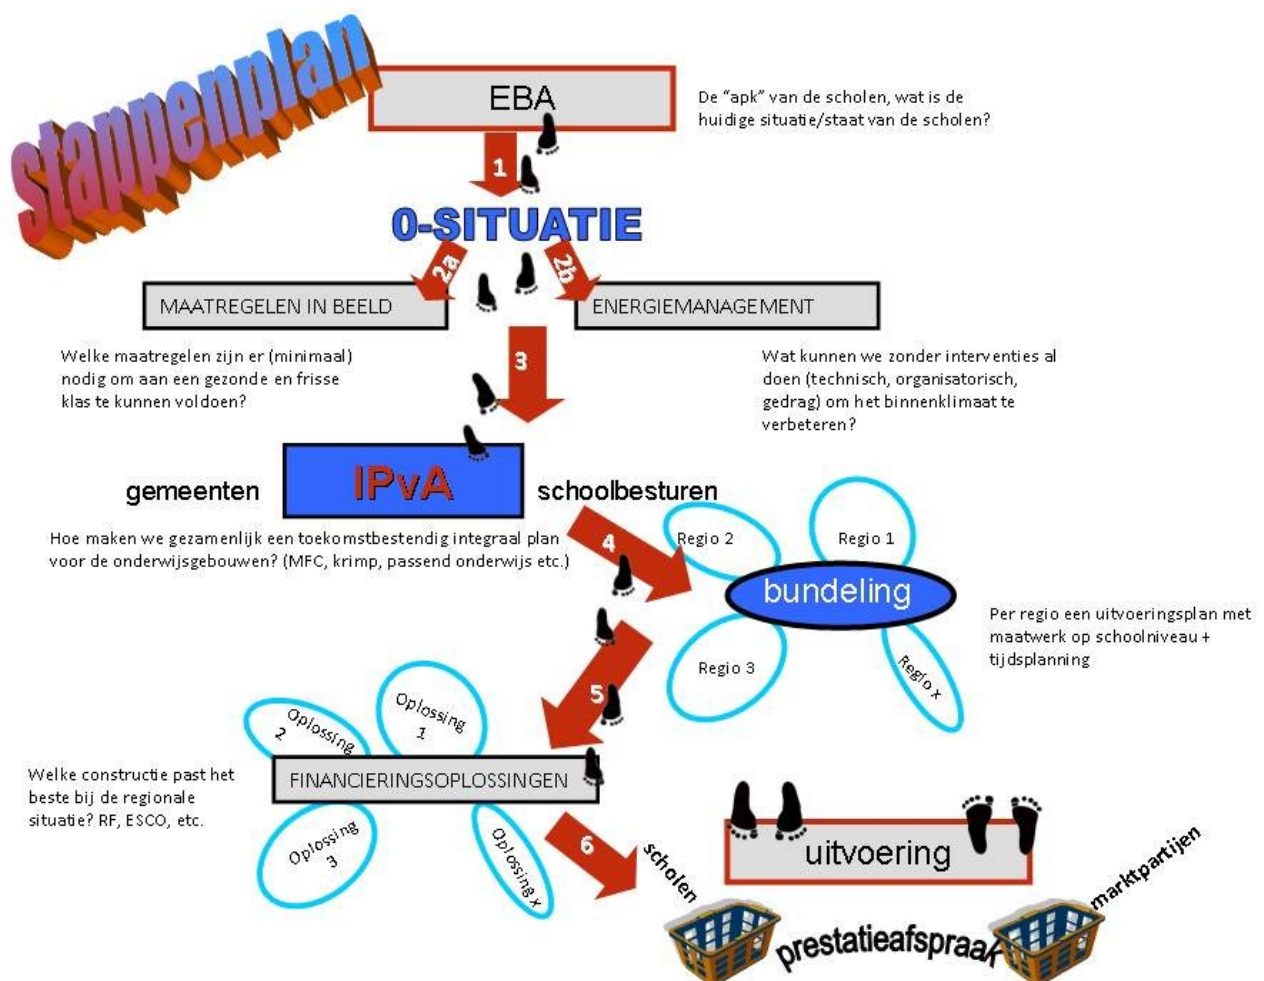 stappenplan
EBA
De “apk” van de scholen, wat is de
huidige situatie/staat van de scholen?
1
0-SITUATIE
2a
2b
MAATREGELEN IN BEELD
ENERGIEMANAGEMENT
Welke maatregelen zijn er (minimaal)
nodig om aan een gezonde en frisse
klas te kunnen voldoen?
3
Wat kunnen we zonder interventies al
doen (technisch, organisatorisch,
gedrag) om het binnenklimaat te
verbeteren?
gemeenten
IPvA
schoolbesturen
Hoe maken we gezamenlijk een toekomstbestendig integraal plan
voor de onderwijsgebouwen? (MFC, krimp, passend onderwijs etc.)
4
Regio 2
Regio 1
bundeling
Regio 3
Regio x
Per regio een uitvoeringsplan met
maatwerk op schoolniveau +
tijdsplanning
5
Oplossing
2
Oplossing
1
FINANCIERINGSOPLOSSINGEN
Oplossing
3
Oplossing x
Welke constructie past het
beste bij de regionale
situatie? RF, ESCO, etc.
6
uitvoering
scholen
marktpartijen
prestatieafspraak